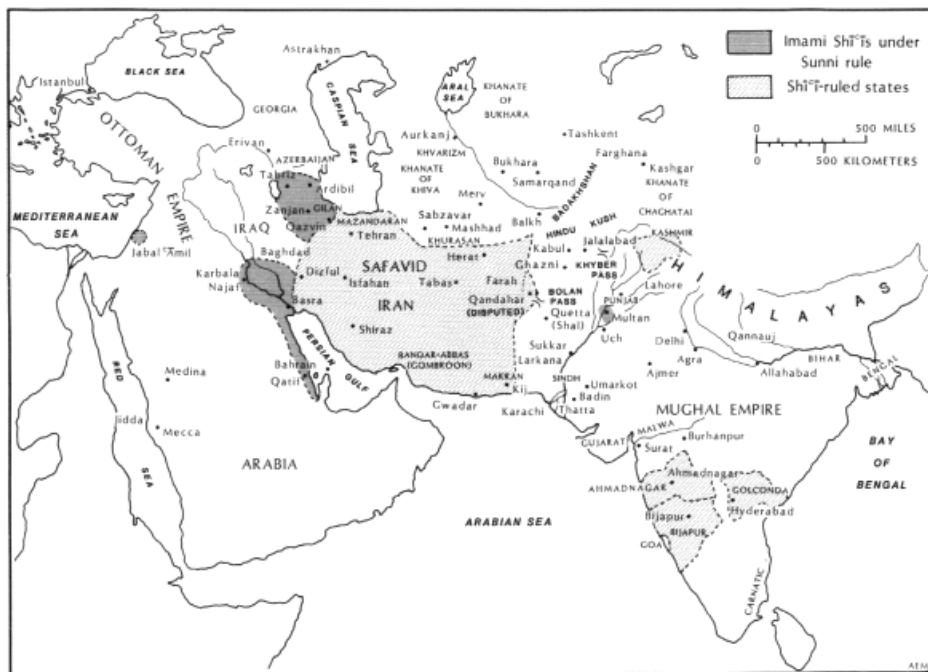 Imami Shīʿīs under
Sunni rule
Shīʿī-ruled states
0 500 MILES
0 500 KILOMETERS
Astrakhan
BLACK SEA
Istanbul
OTTOMAN
EMPIRE
GEORGIA
CASPIAN SEA
ARAL
SEA
KHANATE
OF
BUKHARA
Aurkanj
KHVARIZM
KHANATE
OF
KHIVA
Tashkent
Bukhara
Samarqand
Farghana
Kashgar
KHANATE
OF
CHAGHATAI
Erivan
AZERBAIJAN
Tabriz
Ardibil
Zanjan
GILAN
Qazvin
MAZANDARAN
Tehran
Merv
Sabzavar
Mashhad
KHURASAN
Balkh
BADAKHSHAN
HINDU KUSH
KASHMIR
MEDITERRANEAN
SEA
Jabal ʿĀmil
IRAQ
Baghdad
Karbala
Najaf
Dizful
Basra
SAFAVID
IRAN
Isfahan
Tabas
Herat
Farah
Qandahar
(DISPUTED)
Kabul
Jalalabad
Ghazni
KHYBER
PASS
BOLAN
PASS
Quetta
(Shal)
PUNJAB
Lahore
Multan
Uch
HIMALAYAS
Shiraz
PERSIAN
GULF
BANGAR-ABBAS
(GOMBROON)
MAKRAN
Kij
Gwadar
Bahrain
Qatif
Sukkar
Larkana
SINDH
Umarkot
Badin
Thatta
Karachi
Delhi
Agra
Ajmer
Qannauj
Allahabad
BIHAR
BENGAL
MUGHAL EMPIRE
RED
SEA
Medina
Jidda
Mecca
ARABIA
ARABIAN SEA
GUJARAT
MALWA
Surat
Burhanpur
Ahmadnagar
AHMADNAGAR
GOLCONDA
Hyderabad
Bijapur
BIJAPUR
GOA
CARNATIC
BAY
OF
BENGAL
AEM